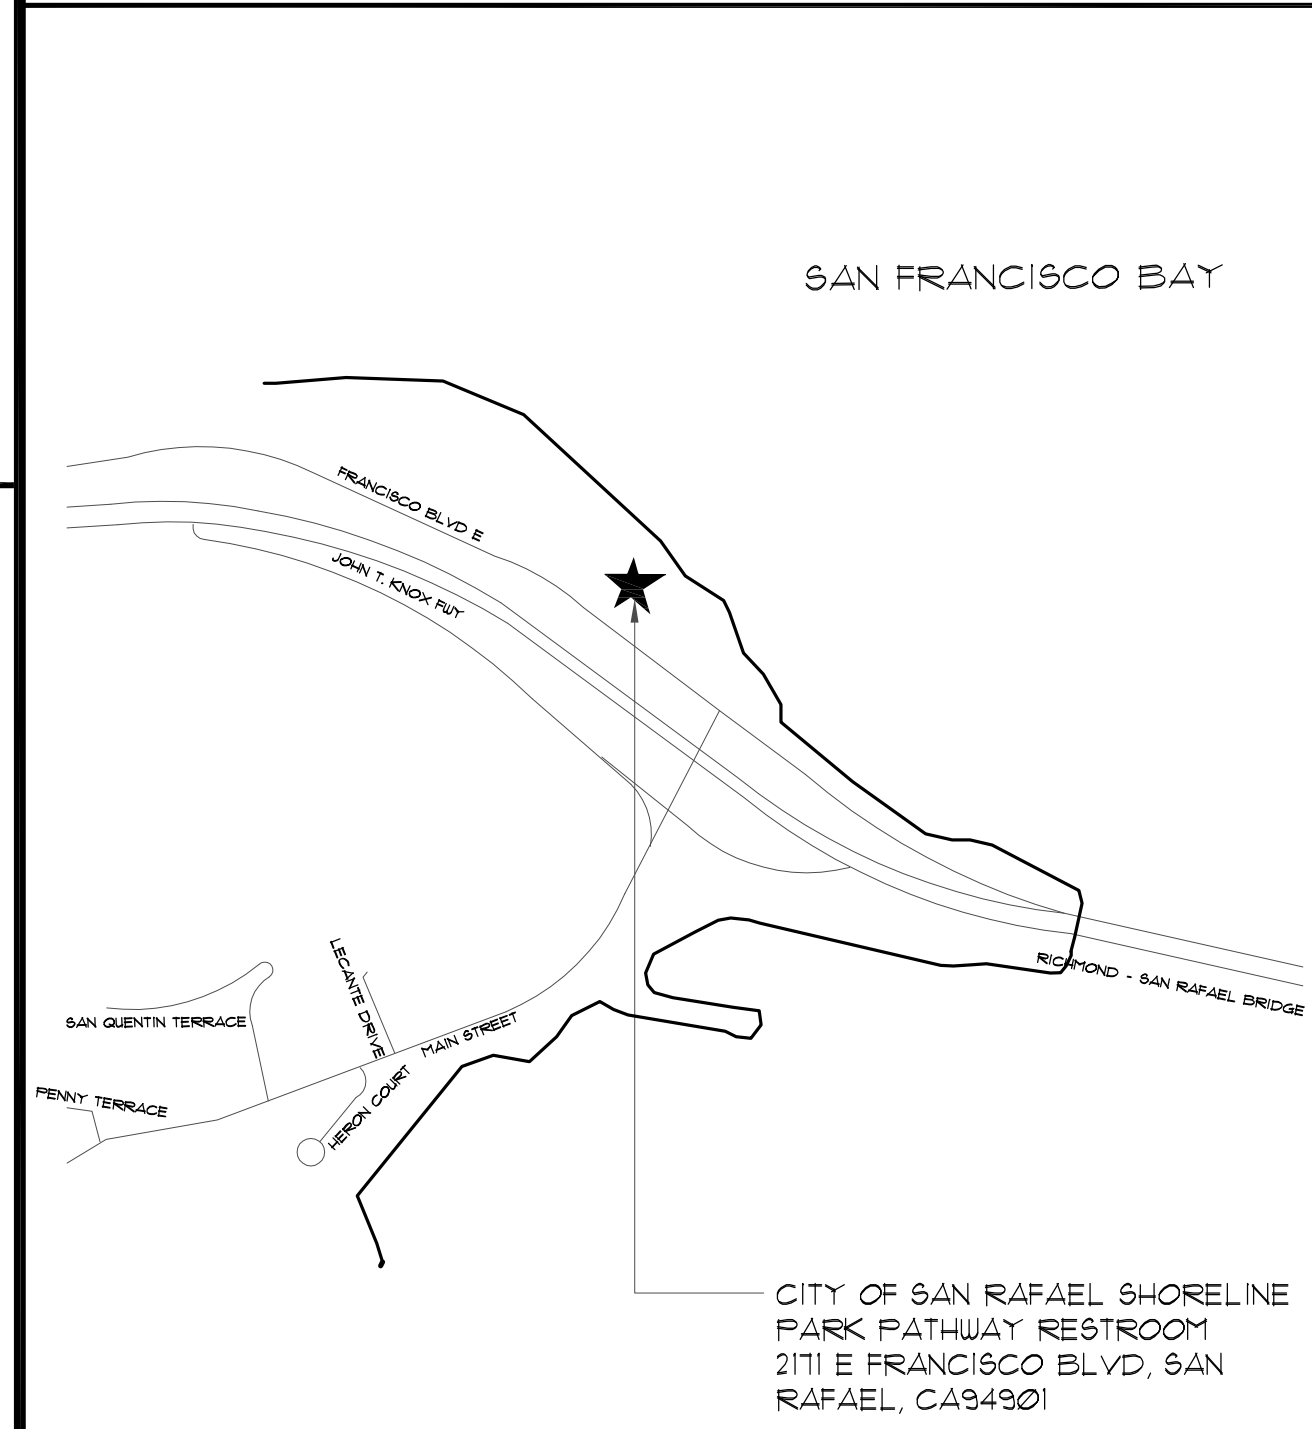 SAN FRANCISCO BAY
FRANCISCO BLVD E
JOHN T. KNOX FWY
RICHMOND - SAN RAFAEL BRIDGE
LECANTE DRIVE
SAN QUENTIN TERRACE
MAIN STREET
HERON COURT
PENNY TERRACE
CITY OF SAN RAFAEL SHORELINE
PARK PATHWAY RESTROOM
2171 E FRANCISCO BLVD, SAN
RAFAEL, CA94901